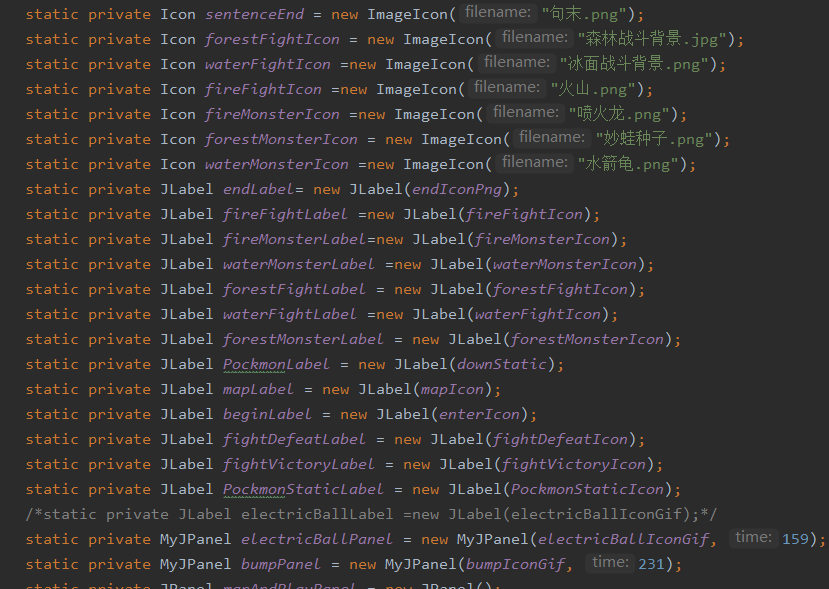 static private Icon sentenceEnd = new ImageIcon( filename: "句末.png");
static private Icon forestFightIcon = new ImageIcon( filename: "森林战斗背景.jpg");
static private Icon waterFightIcon =new ImageIcon( filename: "冰面战斗背景.png");
static private Icon fireFightIcon =new ImageIcon( filename: "火山.png");
static private Icon fireMonsterIcon =new ImageIcon( filename: "喷火龙.png");
static private Icon forestMonsterIcon = new ImageIcon( filename: "妙蛙种子.png");
static private Icon waterMonsterIcon =new ImageIcon( filename: "水箭龟.png");
static private JLabel endLabel= new JLabel(endIconPng);
static private JLabel fireFightLabel =new JLabel(fireFightIcon);
static private JLabel fireMonsterLabel=new JLabel(fireMonsterIcon);
static private JLabel waterMonsterLabel =new JLabel(waterMonsterIcon);
static private JLabel forestFightLabel = new JLabel(forestFightIcon);
static private JLabel waterFightLabel =new JLabel(waterFightIcon);
static private JLabel forestMonsterLabel = new JLabel(forestMonsterIcon);
static private JLabel PockmonLabel = new JLabel(downStatic);
static private JLabel mapLabel = new JLabel(mapIcon);
static private JLabel beginLabel = new JLabel(enterIcon);
static private JLabel fightDefeatLabel = new JLabel(fightDefeatIcon);
static private JLabel fightVictoryLabel = new JLabel(fightVictoryIcon);
static private JLabel PockmonStaticLabel = new JLabel(PockmonStaticIcon);
/*static private JLabel electricBallLabel =new JLabel(electricBallIconGif);*/
static private MyJPanel electricBallPanel = new MyJPanel(electricBallIconGif, time: 159);
static private MyJPanel bumpPanel = new MyJPanel(bumpIconGif, time: 231);
static private JPanel mapAndPlayPanel = new JPanel();